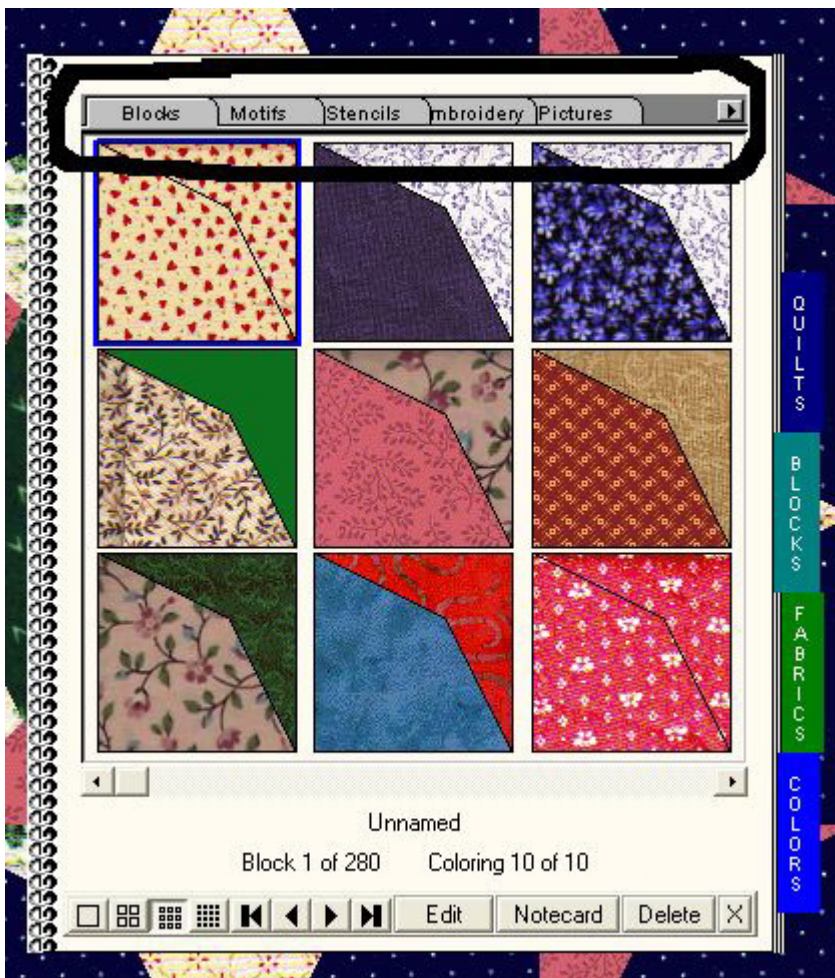 Blocks Motifs Stencils mbroidery Pictures
QUILTS
BLOCKS
FABRICS
COLORS
Unnamed
Block 1 of 280 Coloring 10 of 10
Edit Notecard Delete X